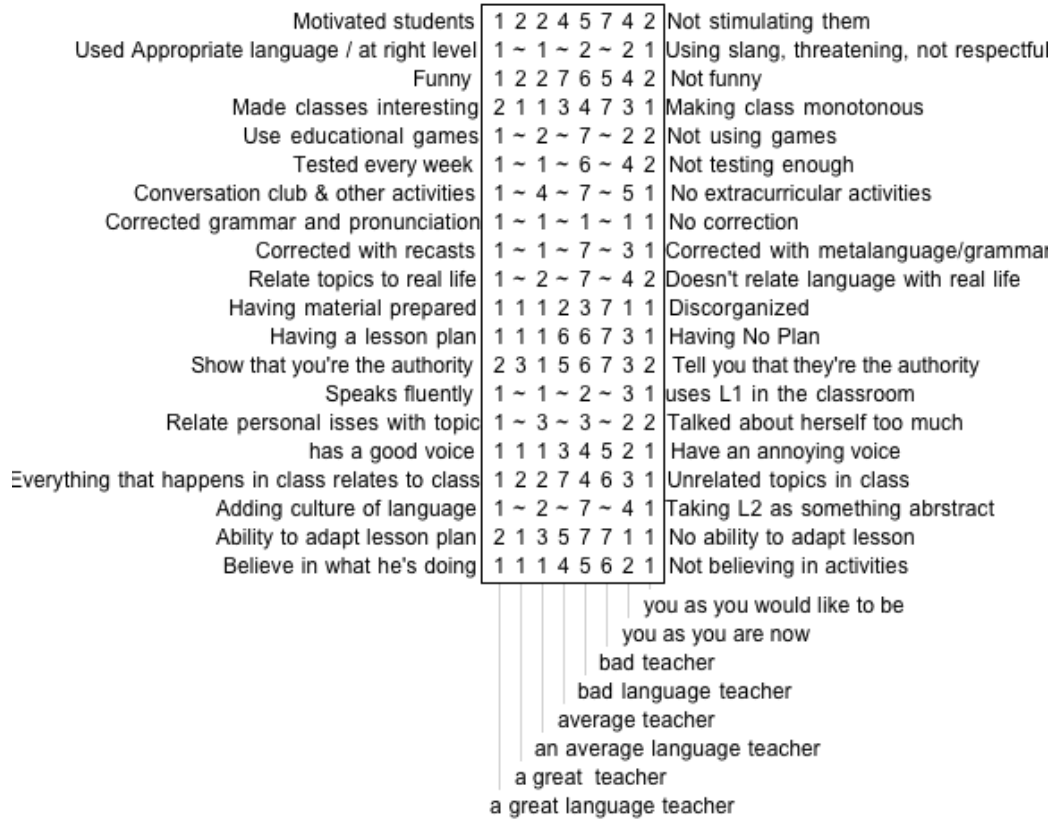 Motivated students 1 2 2 4 5 7 4 2 Not stimulating them
Used Appropriate language / at right level 1 ~ 1 ~ 2 ~ 2 1 Using slang, threatening, not respectful
Funny 1 2 2 7 6 5 4 2 Not funny
Made classes interesting 2 1 1 3 4 7 3 1 Making class monotonous
Use educational games 1 ~ 2 ~ 7 ~ 2 2 Not using games
Tested every week 1 ~ 1 ~ 6 ~ 4 2 Not testing enough
Conversation club & other activities 1 ~ 4 ~ 7 ~ 5 1 No extracurricular activities
Corrected grammar and pronunciation 1 ~ 1 ~ 1 ~ 1 1 No correction
Corrected with recasts 1 ~ 1 ~ 7 ~ 3 1 Corrected with metalanguage/grammar
Relate topics to real life 1 ~ 2 ~ 7 ~ 4 2 Doesn't relate language with real life
Having material prepared 1 1 1 2 3 7 1 1 Discorganized
Having a lesson plan 1 1 1 6 6 7 3 1 Having No Plan
Show that you're the authority 2 3 1 5 6 7 3 2 Tell you that they're the authority
Speaks fluently 1 ~ 1 ~ 2 ~ 3 1 uses L1 in the classroom
Relate personal isses with topic 1 ~ 3 ~ 3 ~ 2 2 Talked about herself too much
has a good voice 1 1 1 3 4 5 2 1 Have an annoying voice
Everything that happens in class relates to class 1 2 2 7 4 6 3 1 Unrelated topics in class
Adding culture of language 1 ~ 2 ~ 7 ~ 4 1 Taking L2 as something abrstract
Ability to adapt lesson plan 2 1 3 5 7 7 1 1 No ability to adapt lesson
Believe in what he's doing 1 1 1 4 5 6 2 1 Not believing in activities
you as you would like to be
you as you are now
bad teacher
bad language teacher
average teacher
an average language teacher
a great teacher
a great language teacher